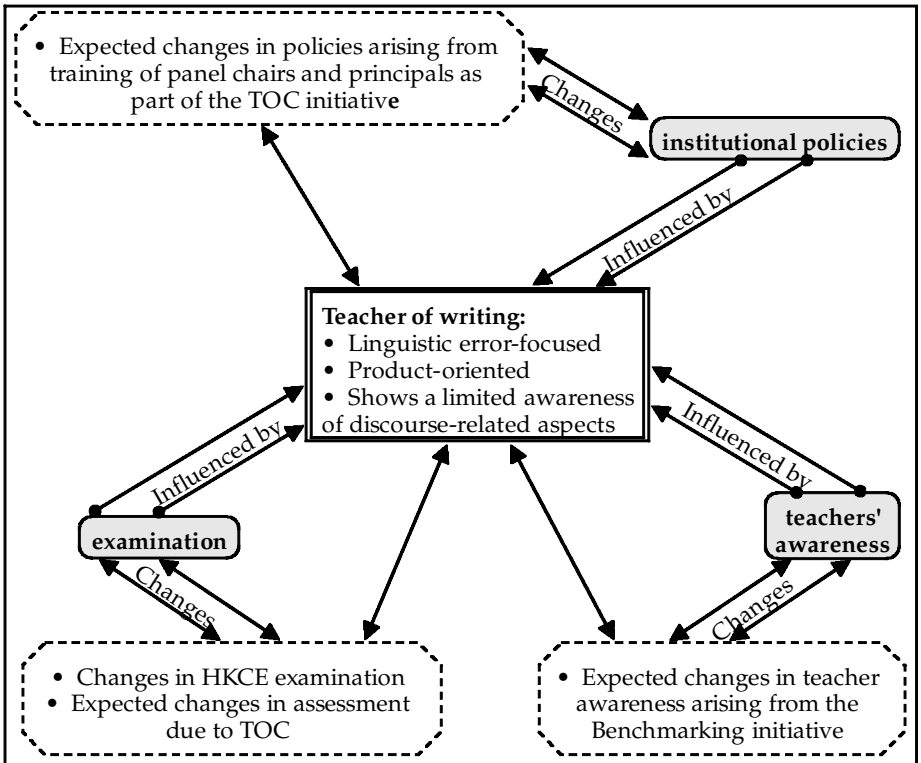 • Expected changes in policies arising from
training of panel chairs and principals as
part of the TOC initiative
Changes
institutional policies
Influenced by
Teacher of writing:
• Linguistic error-focused
• Product-oriented
• Shows a limited awareness
of discourse-related aspects
Influenced by
Influenced by
examination
teachers'
awareness
Changes
Changes
• Changes in HKCE examination
• Expected changes in assessment
due to TOC
• Expected changes in teacher
awareness arising from the
Benchmarking initiative